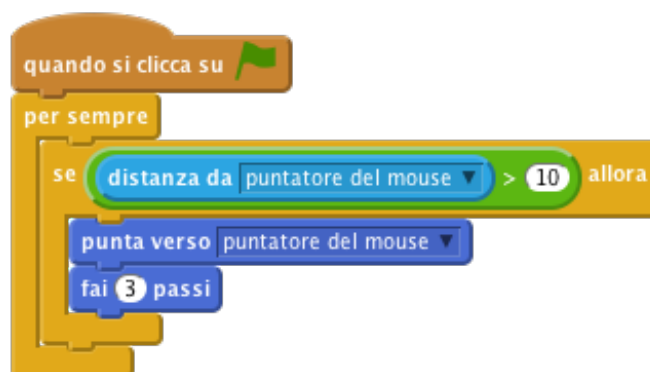 quando si clicca su
per sempre
se distanza da puntatore del mouse > 10 allora
punta verso puntatore del mouse
fai 3 passi